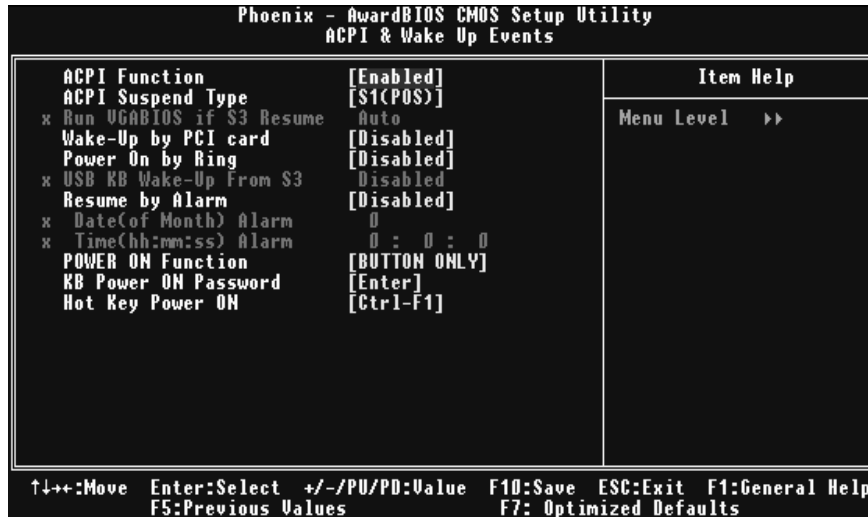 Phoenix - AwardBIOS CMOS Setup Utility
ACPI & Wake Up Events
ACPI Function [Enabled]
ACPI Suspend Type [S1(POS)]
x Run VGABIOS if S3 Resume Auto
Wake-Up by PCI card [Disabled]
Power On by Ring [Disabled]
x USB KB Wake-Up From S3 Disabled
Resume by Alarm [Disabled]
x Date(of Month) Alarm 0
x Time(hh:mm:ss) Alarm 0 : 0 : 0
POWER ON Function [BUTTON ONLY]
KB Power ON Password [Enter]
Hot Key Power ON [Ctrl-F1]
Item Help
Menu Level ►►
↑↓→←:Move Enter:Select +/-/PU/PD:Value F10:Save ESC:Exit F1:General Help
F5:Previous Values F7: Optimized Defaults